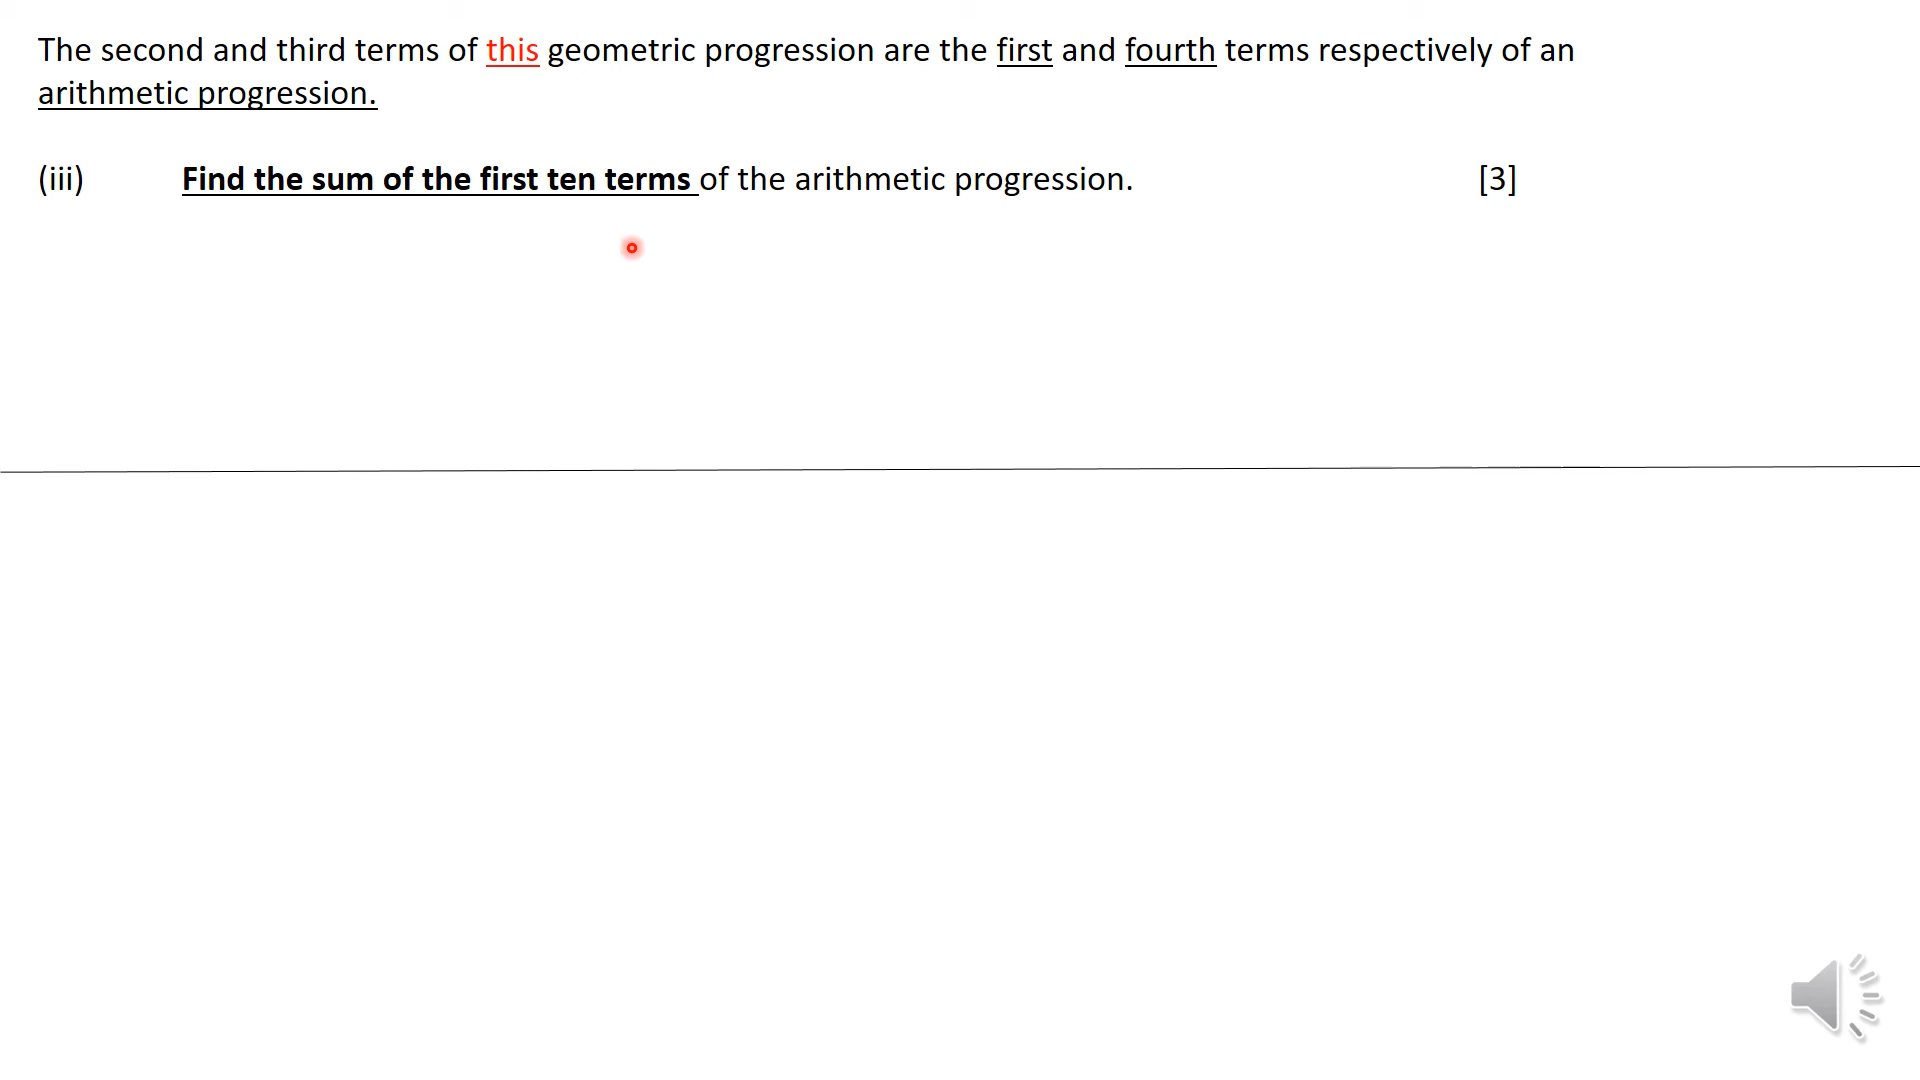 The second and third terms of this geometric progression are the first and fourth terms respectively of an
arithmetic progression.
(iii) Find the sum of the first ten terms of the arithmetic progression. [3]